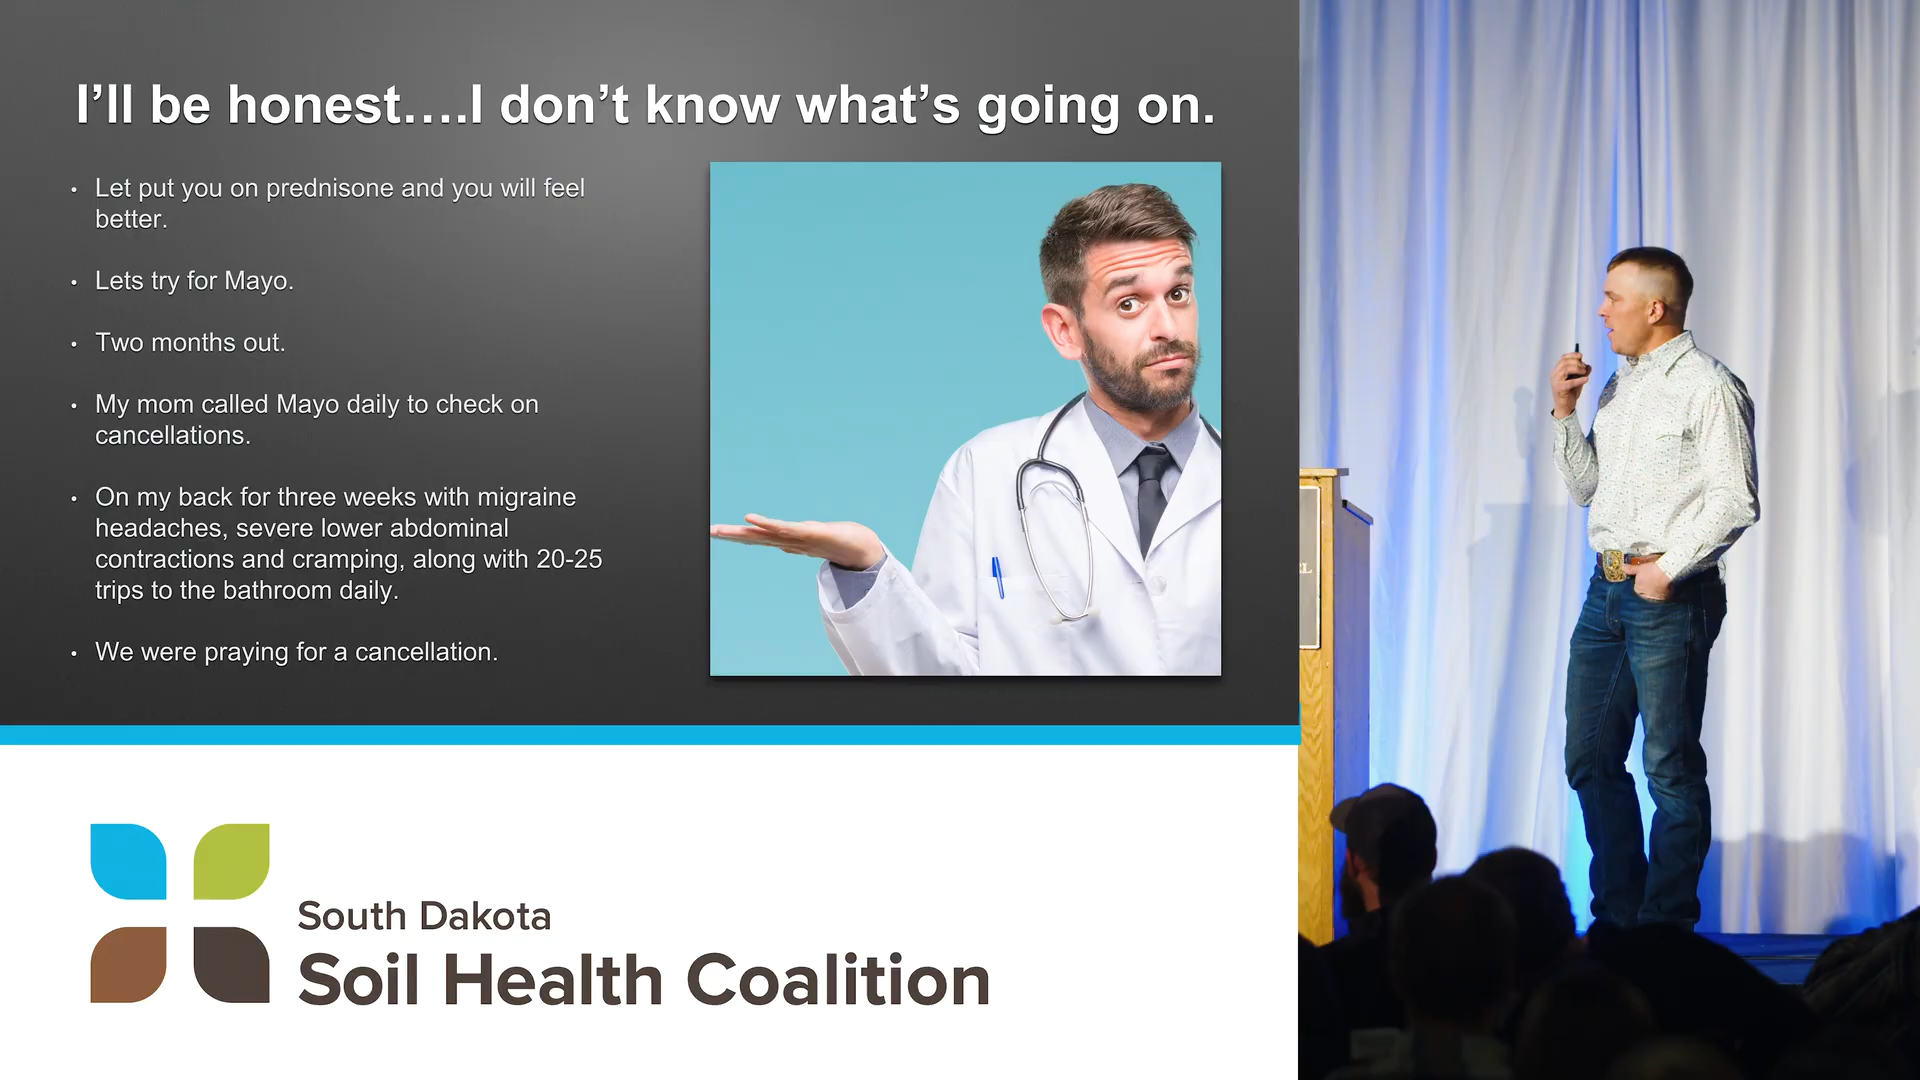 I’ll be honest….I don’t know what’s going on.
• Let put you on prednisone and you will feel
better.
• Lets try for Mayo.
• Two months out.
• My mom called Mayo daily to check on
cancellations.
• On my back for three weeks with migraine
headaches, severe lower abdominal
contractions and cramping, along with 20-25
trips to the bathroom daily.
• We were praying for a cancellation.
South Dakota
Soil Health Coalition